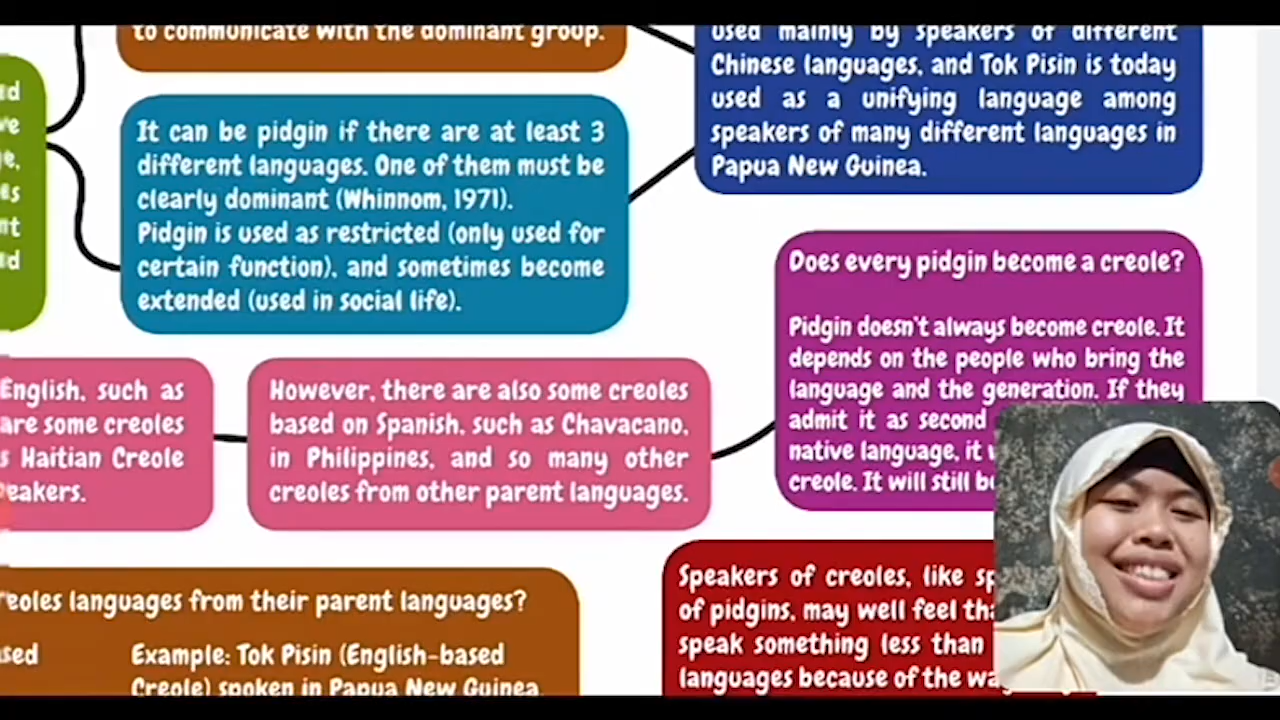 to communicate with the dominant group.
used mainly by speakers of different
Chinese languages, and Tok Pisin is today
used as a unifying language among
speakers of many different languages in
Papua New Guinea.
It can be pidgin if there are at least 3
different languages. One of them must be
clearly dominant (Whinnom, 1971).
Pidgin is used as restricted (only used for
certain function), and sometimes become
extended (used in social life).
Does every pidgin become a creole?
Pidgin doesn't always become creole. It
depends on the people who bring the
language and the generation. If they
admit it as second
native language, it
creole. It will still
English, such as
are some creoles
Haitian Creole
However, there are also some creoles
based on Spanish, such as Chavacano,
in Philippines, and so many other
creoles from other parent languages.
languages from their parent languages?
Example: Tok Pisin (English-based
Creole) spoken in Papua New Guinea
Speakers of creoles, like
of pidgins, may well feel
speak something less than
languages because of the